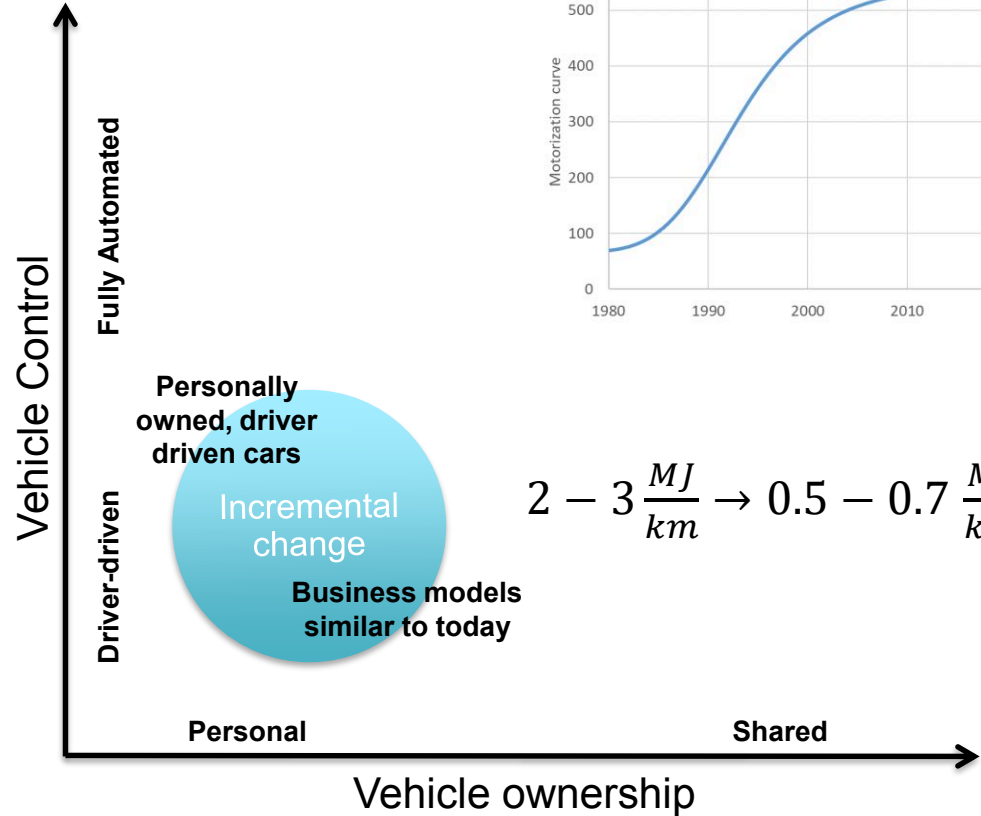 500
400
300
200
100
0
Motorization curve
1980 1990 2000 2010
Vehicle Control
Fully Automated
Driver-driven
Personally
owned, driver
driven cars
Incremental
change
Business models
similar to today
2 − 3 MJ/km → 0.5 − 0.7
Personal Shared
Vehicle ownership